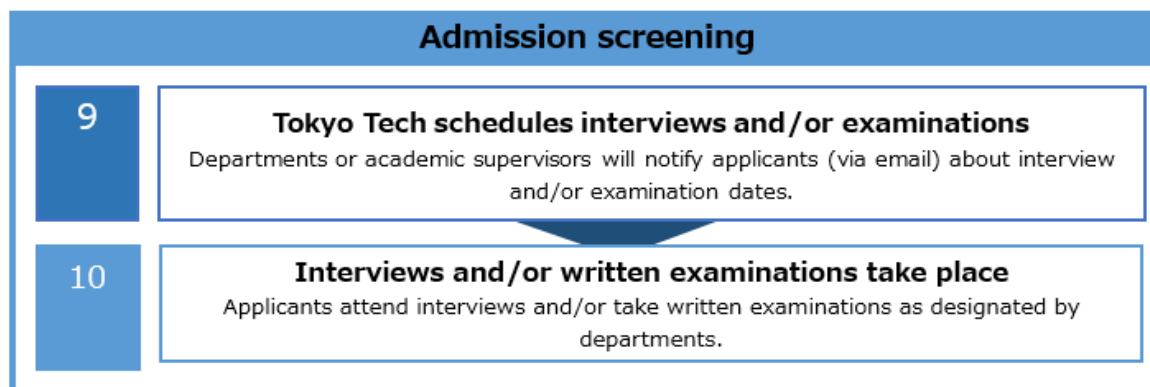 Admission screening
9
Tokyo Tech schedules interviews and/or examinations
Departments or academic supervisors will notify applicants (via email) about interview
and/or examination dates.
10
Interviews and/or written examinations take place
Applicants attend interviews and/or take written examinations as designated by
departments.